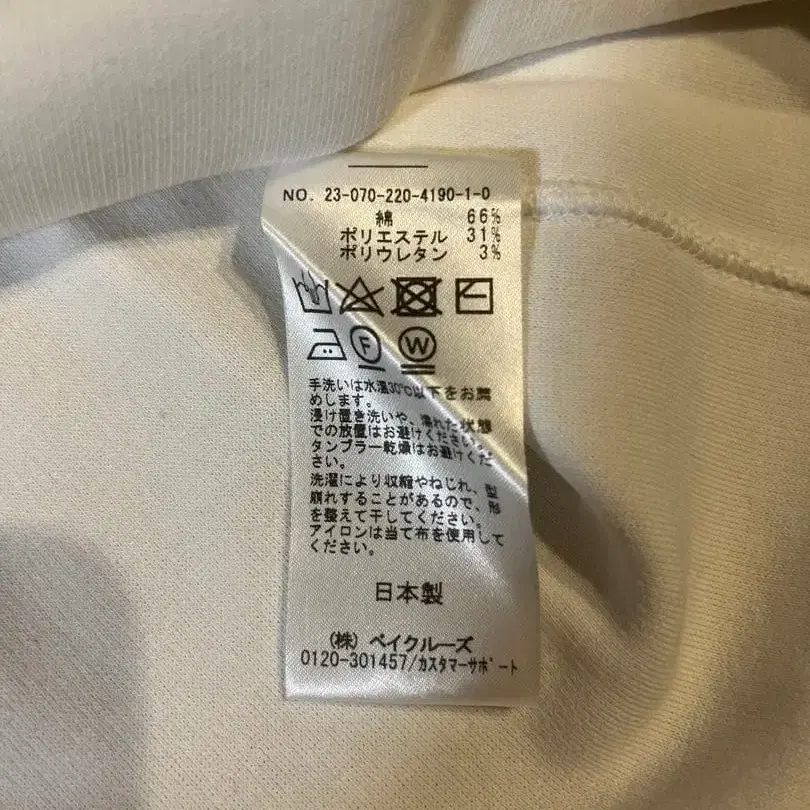 NO. 23-070-220-4190-1-0
綿 66%
ポリエステル 31%
ポリウレタン 3%
F W
手洗いは水温30℃以下をお薦
めします。
浸け置き洗いや、濡れた状態
での放置はお避けください。
タンブラー乾燥はお避けくだ
さい。
洗濯により収縮やねじれ、型
崩れすることがあるので、形
を整えて干してください。
アイロンは当て布を使用して
ください。
日本製
(株) ベイクルーズ
0120-301457/カスタマーサポート